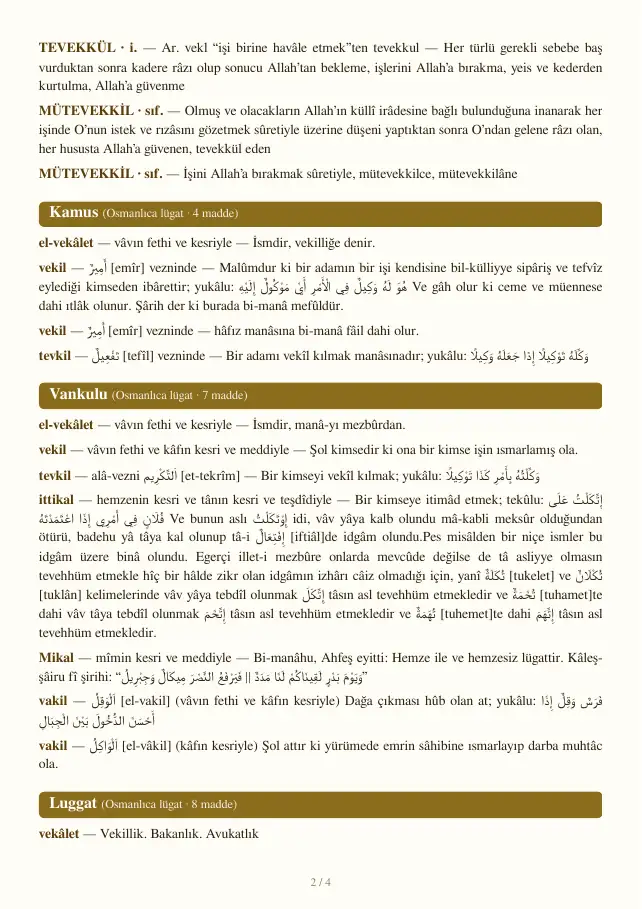 TEVEKKÜL · i. — Ar. vekl “işi birine havâle etmek”ten tevekkul — Her türlü gerekli sebebe baş
vurduktan sonra kadere râzı olup sonucu Allah’tan bekleme, işlerini Allah’a bırakma, yeis ve kederden
kurtulma, Allah’a güvenme
MÜTEVEKKİL · sıf. — Olmuş ve olacakların Allah’ın küllî irâdesine bağlı bulunduğuna inanarak her
işinde O’nun istek ve rızâsını gözetmek sûretiyle üzerine düşeni yaptıktan sonra O’ndan gelene râzı olan,
her hususta Allah’a güvenen, tevekkül eden
MÜTEVEKKİL · sıf. — İşini Allah’a bırakmak sûretiyle, mütevekkilce, mütevekkilâne
Kamus (Osmanlıca lügat · 4 madde)
el-vekâlet — vâvın fethi ve kesriyle — İsmdir, vekilliğe denir.
vekil — أَمِيرٌ [emîr] vezninde — Malûmdur ki bir adamın bir işi kendisine bil-külliyye sipâriş ve tefvîz
eylediği kimseden ibârettir; yukâlu: هُوَ لَهُ وَكِيلٌ فِي الْأَمْرِ أَيْ مَوْكُولٌ إِلَيْهِ Ve gâh olur ki ceme ve müennese
dahi ıtlâk olunur. Şârih der ki burada bi-manâ mefûldür.
vekil — أَمِيرٌ [emîr] vezninde — hâfız manâsına bi-manâ fâil dahi olur.
tevkil — تَفْعِيلٌ [tefîl] vezninde — Bir adamı vekîl kılmak manâsınadır; yukâlu: وَكَّلَهُ تَوْكِيلًا إِذَا جَعَلَهُ وَكِيلًا
Vankulu (Osmanlıca lügat · 7 madde)
el-vekâlet — vâvın fethi ve kesriyle — İsmdir, manâ-yı mezbûrdan.
vekil — vâvın fethi ve kâfın kesri ve meddiyle — Şol kimsedir ki ona bir kimse işin ısmarlamış ola.
tevkil — alâ-vezni اَلتَّكْرِيمِ [et-tekrîm] — Bir kimseyi vekîl kılmak; yukâlu: وَكَّلْتُهُ بِأَمْرِ كَذَا تَوْكِيلًا
ittikal — hemzenin kesri ve tânın kesri ve teşdîdiyle — Bir kimseye itimâd etmek; tekûlu: إِتَّكَلْتُ عَلَى
فُلَانٍ فِي أَمْرِي إِذَا اعْتَمَدْتَهُ Ve bunun aslı إِوْتَكَلْتُ idi, vâv yâya kalb olundu mâ-kabli meksûr olduğundan
ötürü, badehu yâ tâya kal olunup tâ-i إِفْتِعَالٌ [iftiâl]de idgâm olundu.Pes misâlden bir niçe ismler bu
idgâm üzere binâ olundu. Egerçi illet-i mezbûre onlarda mevcûde değilse de tâ asliyye olmasın
tevehhüm etmekle hîç bir hâlde zikr olan idgâmın izhârı câiz olmadığı için, yanî تُكَلَةٌ [tukelet] ve تُكْلَانٌ
[tuklân] kelimelerinde vâv yâya tebdîl olunmak إِتَّكَلَ tâsın asl tevehhüm etmekledir ve تُخَمَةٌ [tuhamet]te
dahi vâv tâya tebdîl olunmak إِتَّخَمَ tâsın asl tevehhüm etmekledir ve تُهَمَةٌ [tuhemet]te إِتَّهَمَ tâsın asl
tevehhüm etmekledir.
Mikal — mîmin kesri ve meddiyle — Bi-manâhu, Ahfeş eyitti: Hemze ile ve hemzesiz lügattir. Kâleş-
şâiru fî şirihi: “وَيَوْمَ بَدْرٍ لَقِينَاكُمْ لَنَا مَدَدٌ || فَيَرْفَعُ النَّصْرَ مِيكَالٌ وَجِبْرِيلُ”
vakil — اَلْوَقِلُ [el-vakil] (vâvın fethi ve kâfın kesriyle) Dağa çıkması hûb olan at; yukâlu: فَرَسٌ وَقِلٌ إِذَا
أَحْسَنَ الدُّخُولَ بَيْنَ الْجِبَالِ
vakil — اَلْوَاكِلُ [el-vâkil] (kâfın kesriyle) Şol attır ki yürümede emrin sâhibine ısmarlayıp darba muhtâc
ola.
Luggat (Osmanlıca lügat · 8 madde)
vekâlet — Vekillik. Bakanlık. Avukatlık
2 / 4